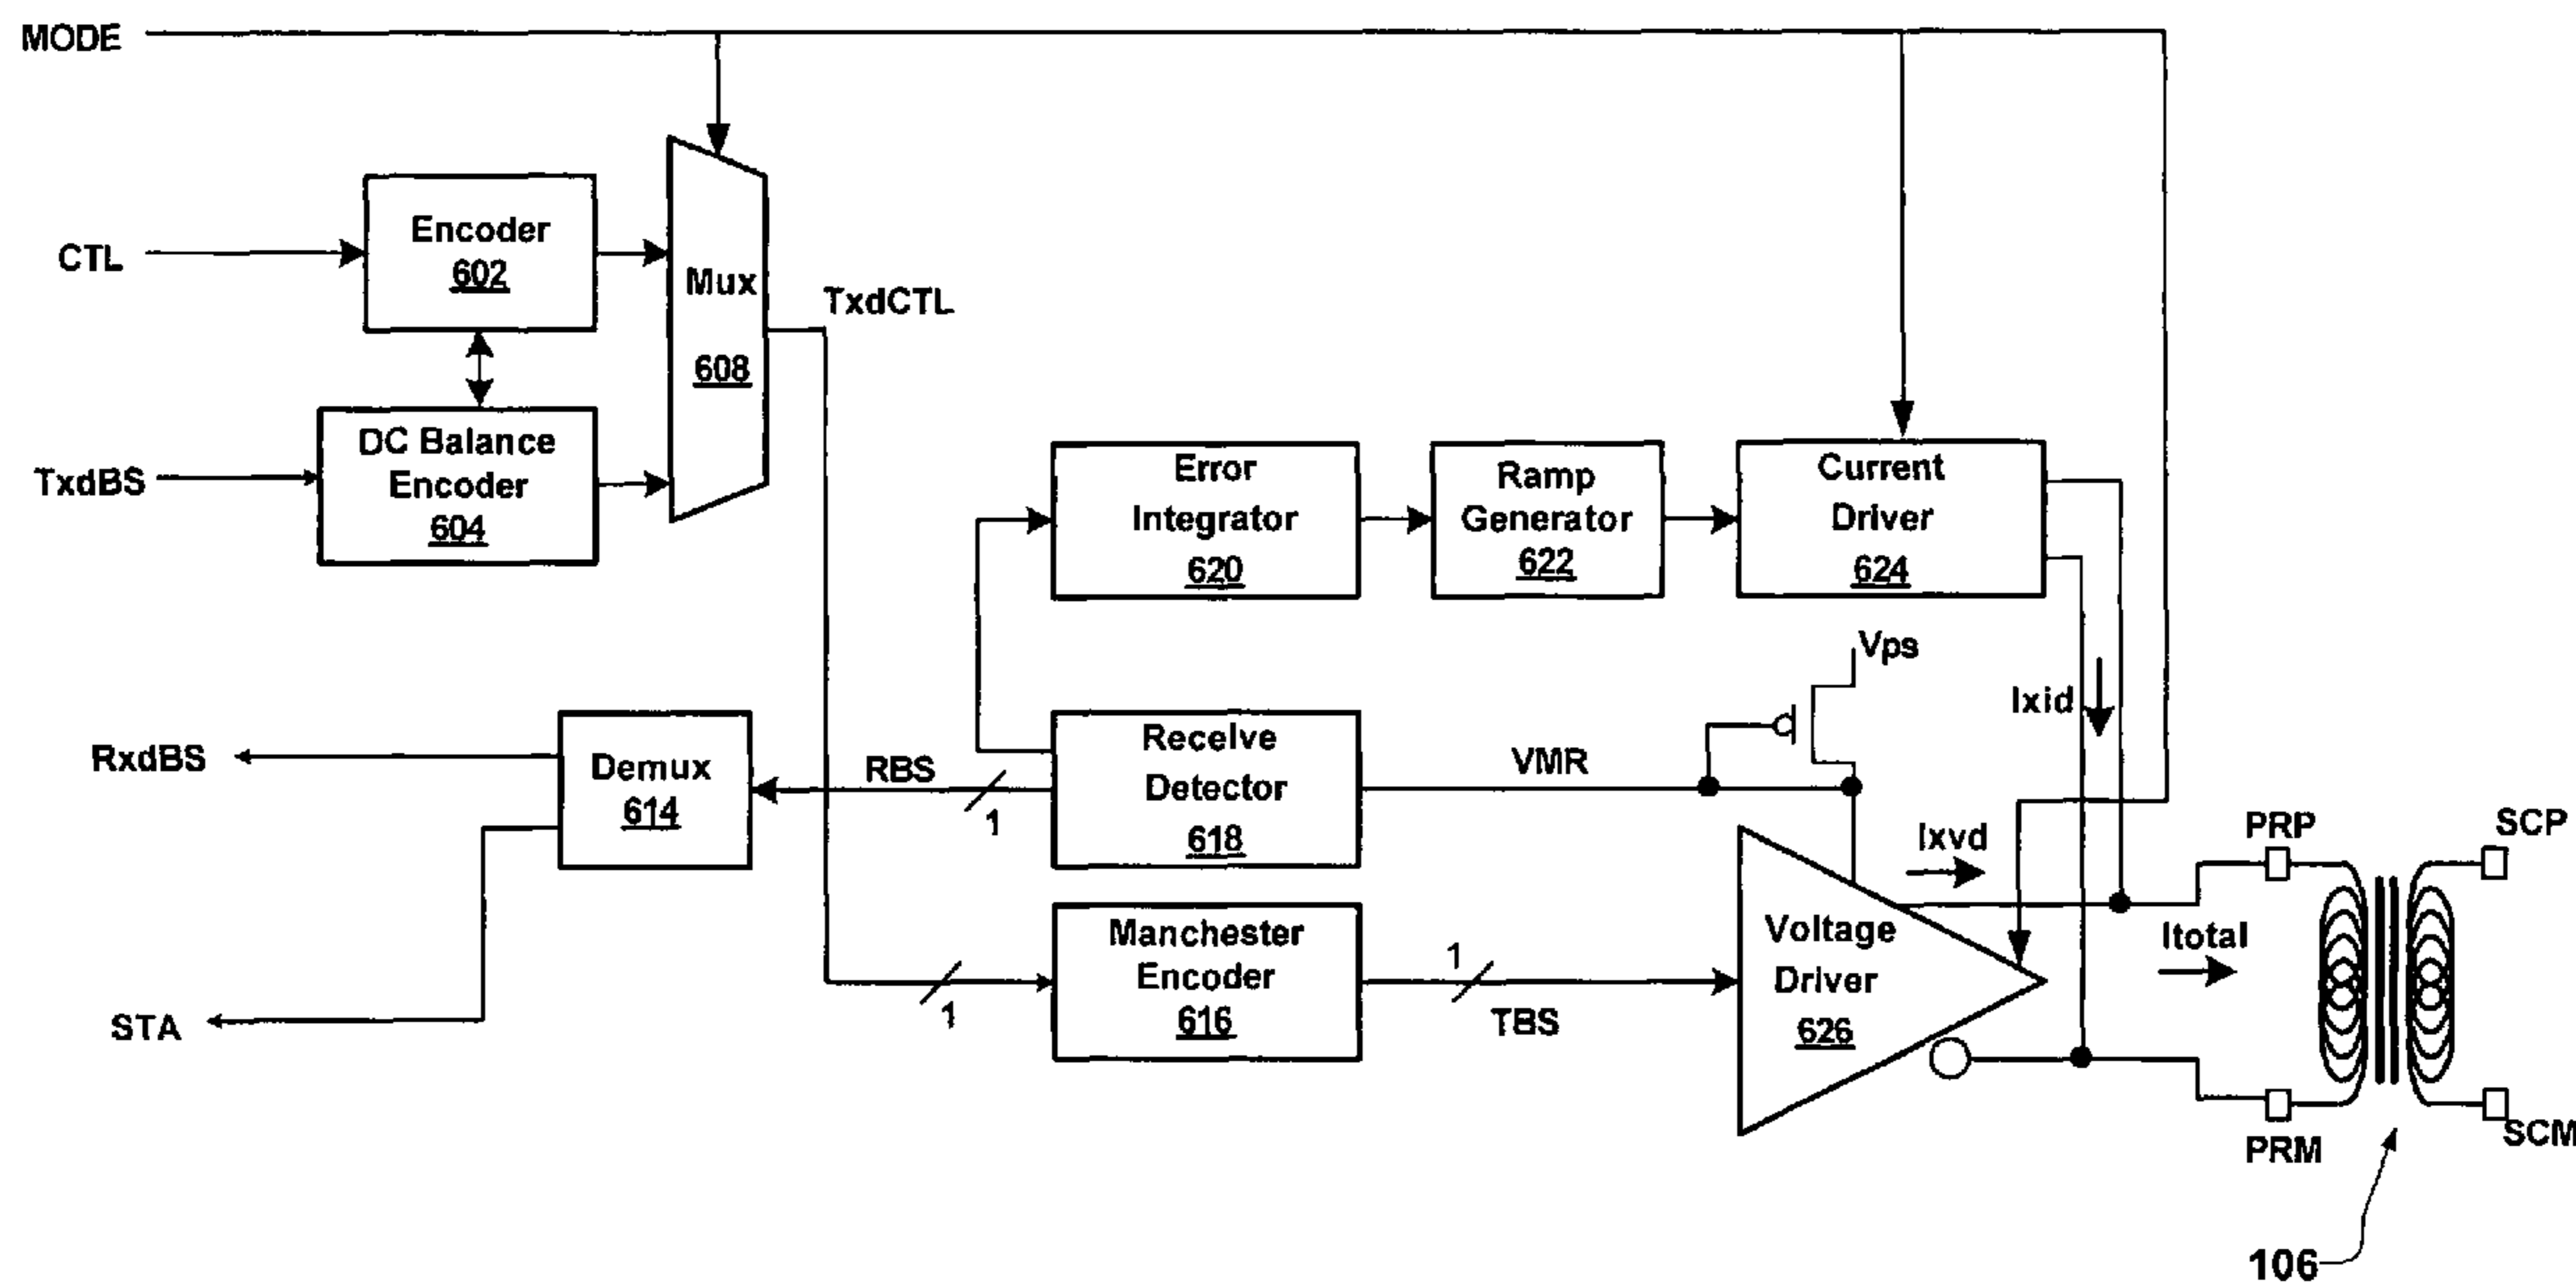 MODE
CTL
Encoder
602
Mux
608
TxdCTL
TxdBS
DC Balance
Encoder
604
Error
Integrator
620
Ramp
Generator
622
Current
Driver
624
Vps
Ixid
RxdBS
Demux
614
RBS
1
Receive
Detector
618
VMR
STA
1
Manchester
Encoder
616
1
TBS
Voltage
Driver
626
Ixvd
Itotal
PRP
SCP
PRM
SCM
106